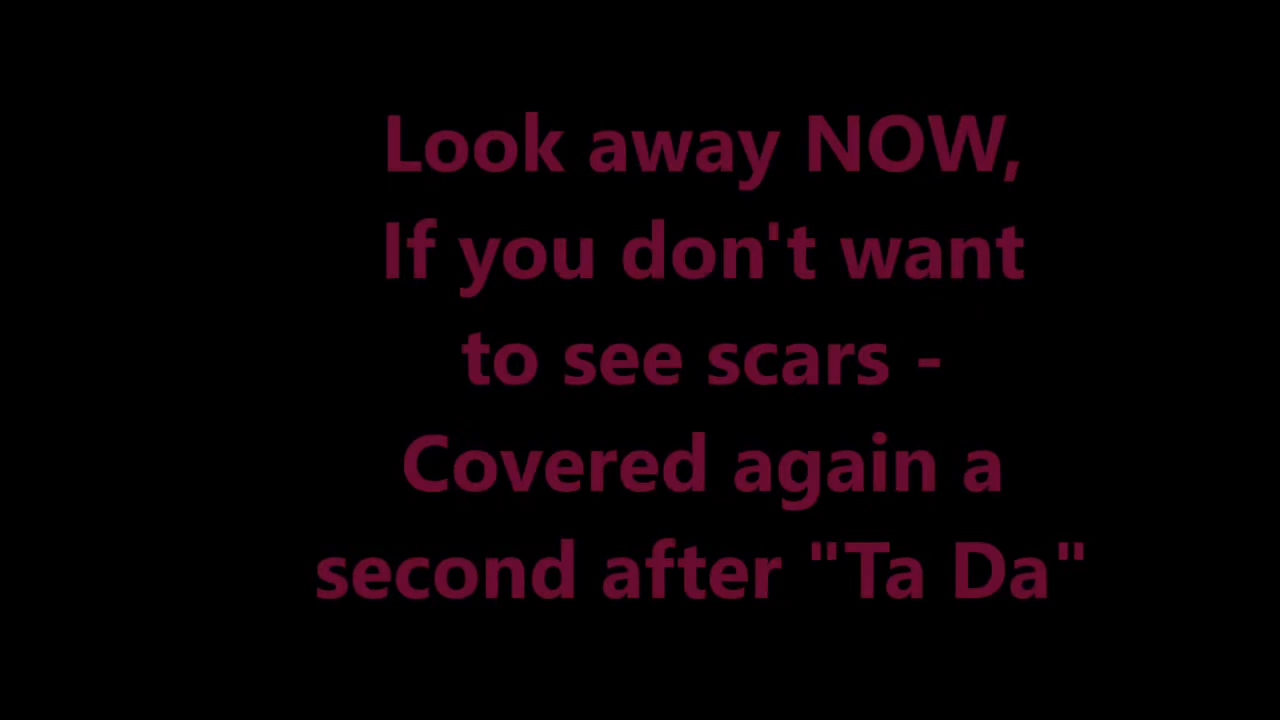 Look away NOW,
If you don't want
to see scars -
Covered again a
second after "Ta Da"